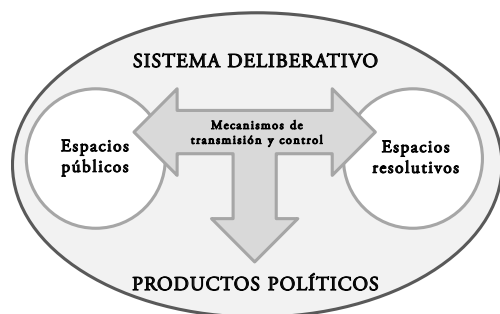 SISTEMA DELIBERATIVO
Mecanismos de
transmisión y control
Espacios
públicos
Espacios
resolutivos
PRODUCTOS POLÍTICOS